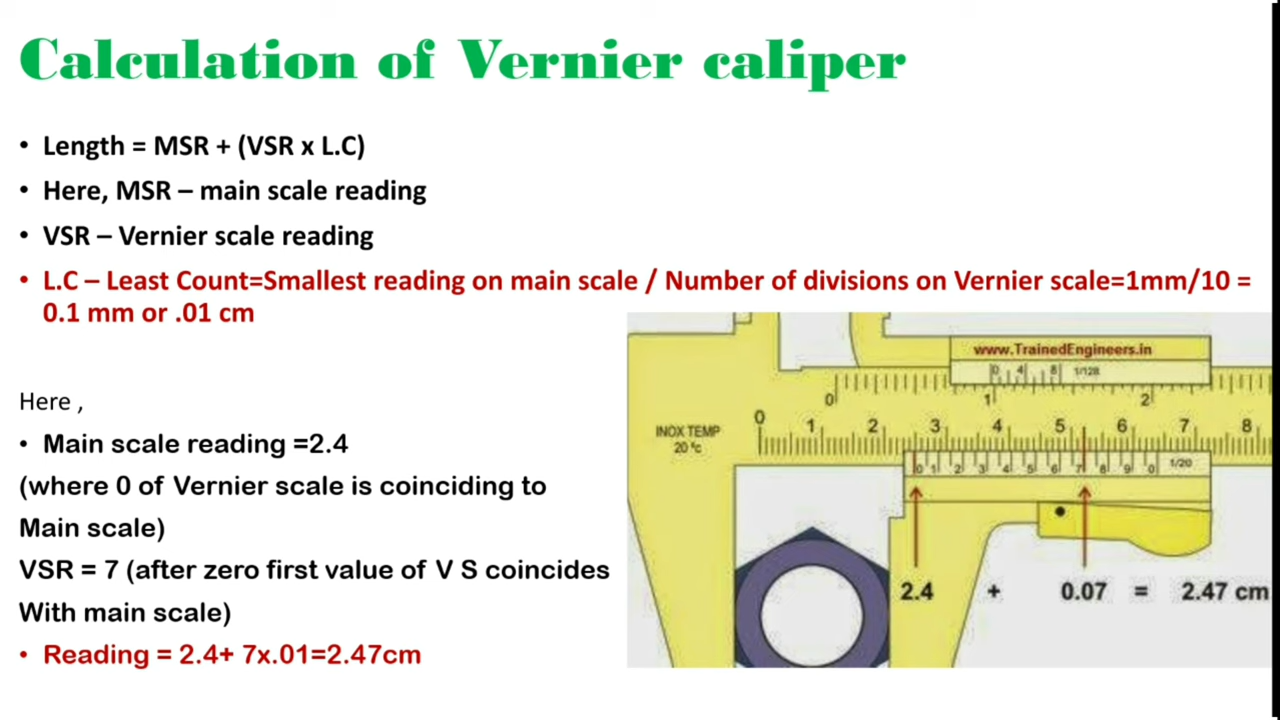 Calculation of Vernier caliper
• Length = MSR + (VSR x L.C)
• Here, MSR – main scale reading
• VSR – Vernier scale reading
• L.C – Least Count=Smallest reading on main scale / Number of divisions on Vernier scale=1mm/10 =
0.1 mm or .01 cm
Here ,
• Main scale reading =2.4
(where 0 of Vernier scale is coinciding to
Main scale)
VSR = 7 (after zero first value of V S coincides
With main scale)
• Reading = 2.4+ 7x.01=2.47cm
www.TrainedEngineers.in
0 4 8 1/128
0 1 2
INOX TEMP
20 ºc
0 1 2 3 4 5 6 7 8
0 1 2 3 4 5 6 7 8 9 0 1/20
2.4 + 0.07 = 2.47 cm